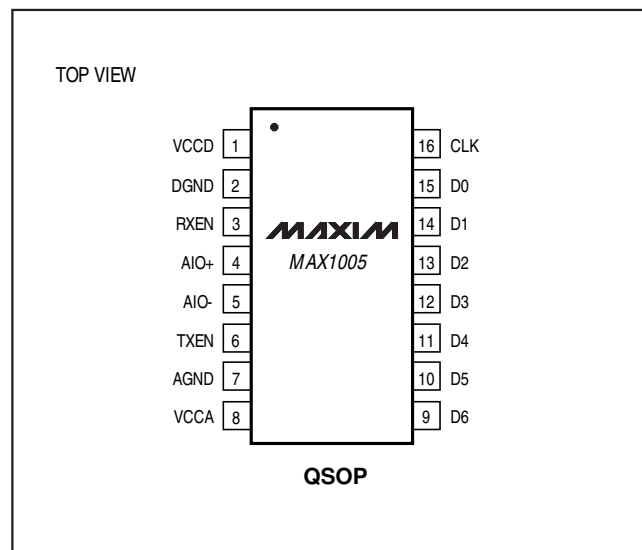 TOP VIEW
VCCD 1 16 CLK
DGND 2 15 D0
RXEN 3 14 D1
MAXIM
AIO+ 4 MAX1005 13 D2
AIO- 5 12 D3
TXEN 6 11 D4
AGND 7 10 D5
VCCA 8 9 D6
QSOP